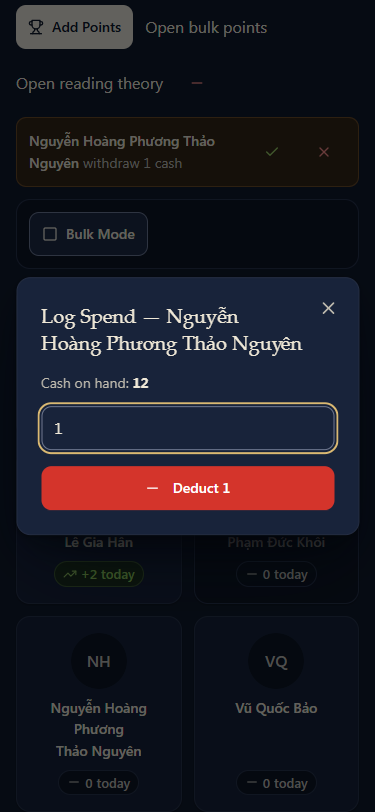 Add Points
Open bulk points
Open reading theory
Nguyễn Hoàng Phương Thảo
Nguyên withdraw 1 cash
Bulk Mode
Log Spend — Nguyễn
Hoàng Phương Thảo Nguyên
Cash on hand: 12
1
Deduct 1
Lê Gia Hân
Phạm Đức Khôi
+2 today
0 today
NH
VQ
Nguyễn Hoàng
Phương
Thảo Nguyên
Vũ Quốc Bảo
0 today
0 today